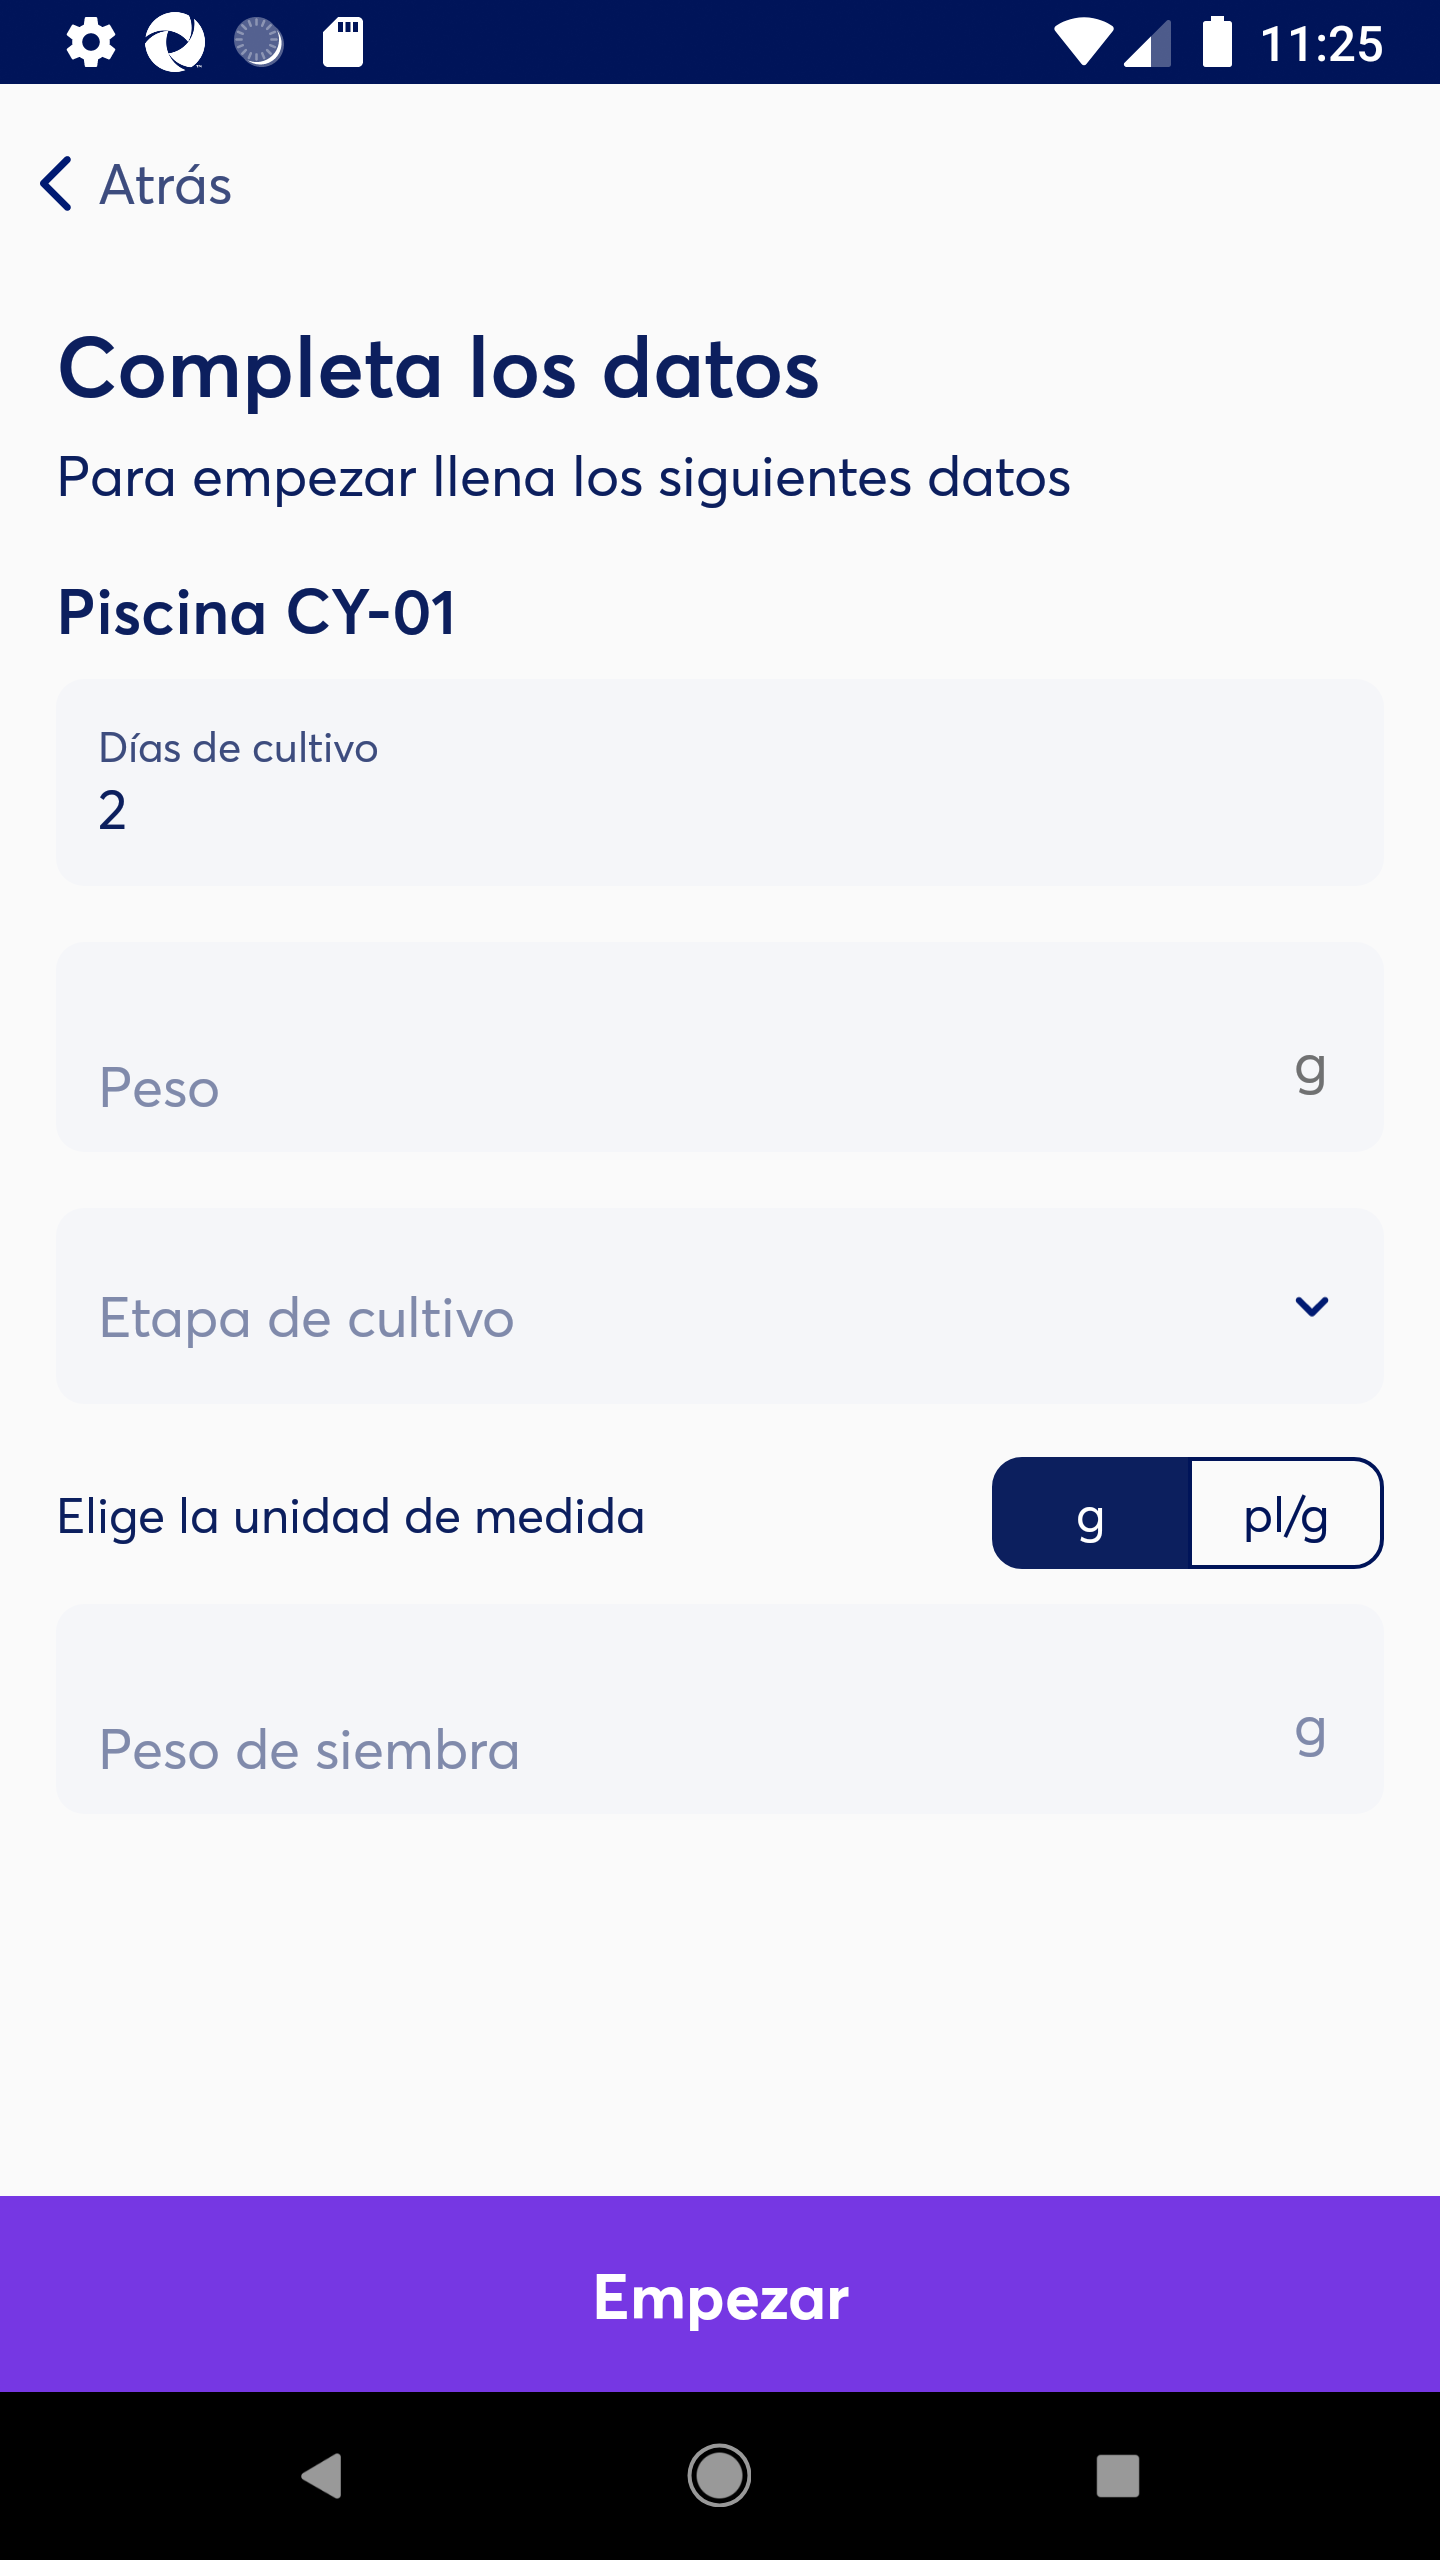 11:25
Atrás
Completa los datos
Para empezar llena los siguientes datos
Piscina CY-01
Días de cultivo
2
Peso g
Etapa de cultivo
Elige la unidad de medida g pl/g
Peso de siembra g
Empezar